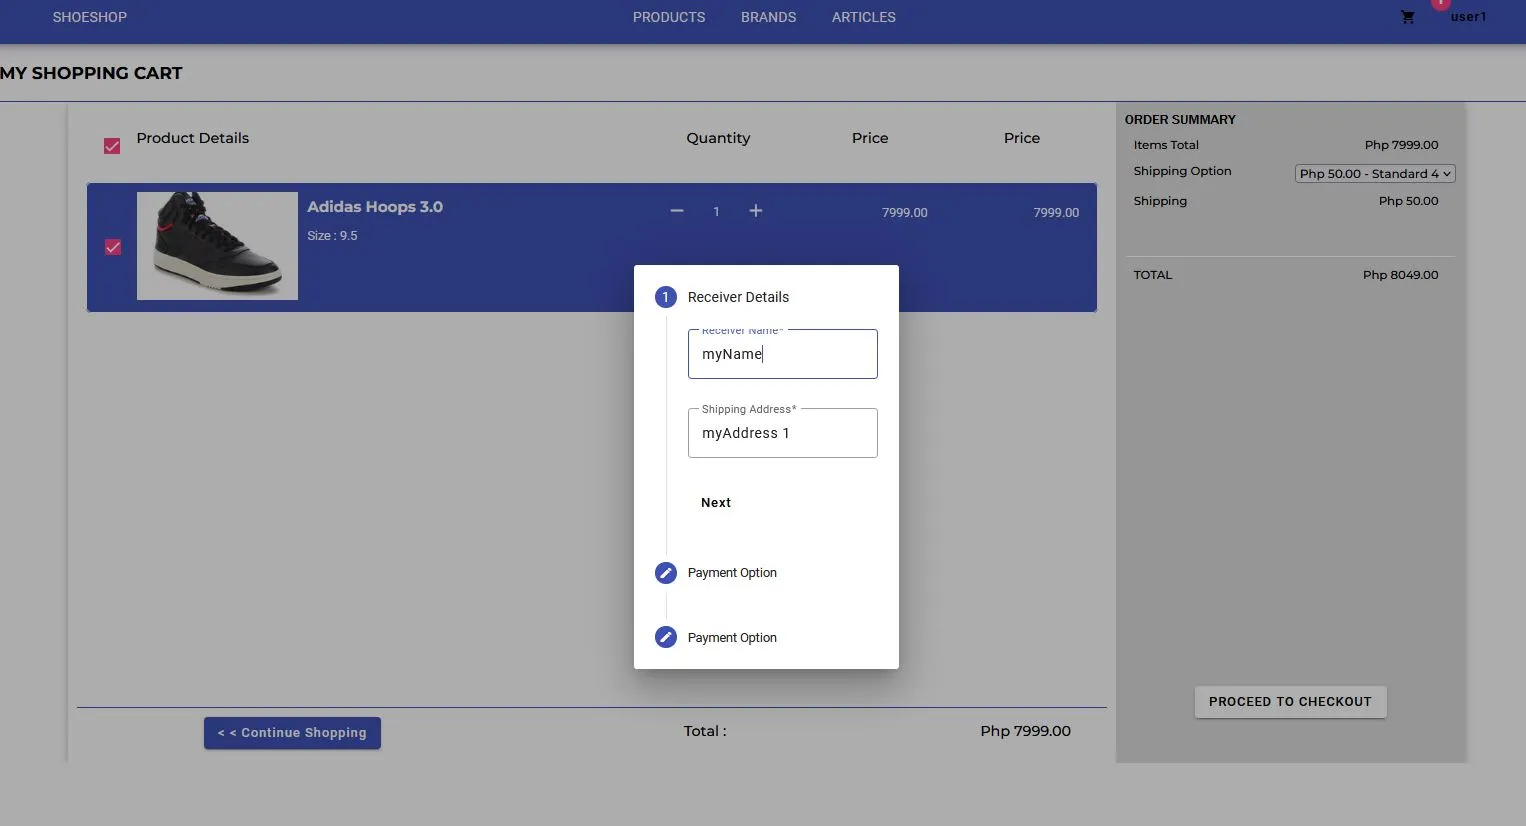 SHOESHOP PRODUCTS BRANDS ARTICLES 1 user1
MY SHOPPING CART
Product Details Quantity Price Price
Adidas Hoops 3.0
Size : 9.5
1 7999.00 7999.00
ORDER SUMMARY
Items Total Php 7999.00
Shipping Option Php 50.00 - Standard 4
Shipping Php 50.00
TOTAL Php 8049.00
PROCEED TO CHECKOUT
1 Receiver Details
Receiver Name*
myName
Shipping Address*
myAddress 1
Next
Payment Option
Payment Option
< < Continue Shopping Total : Php 7999.00